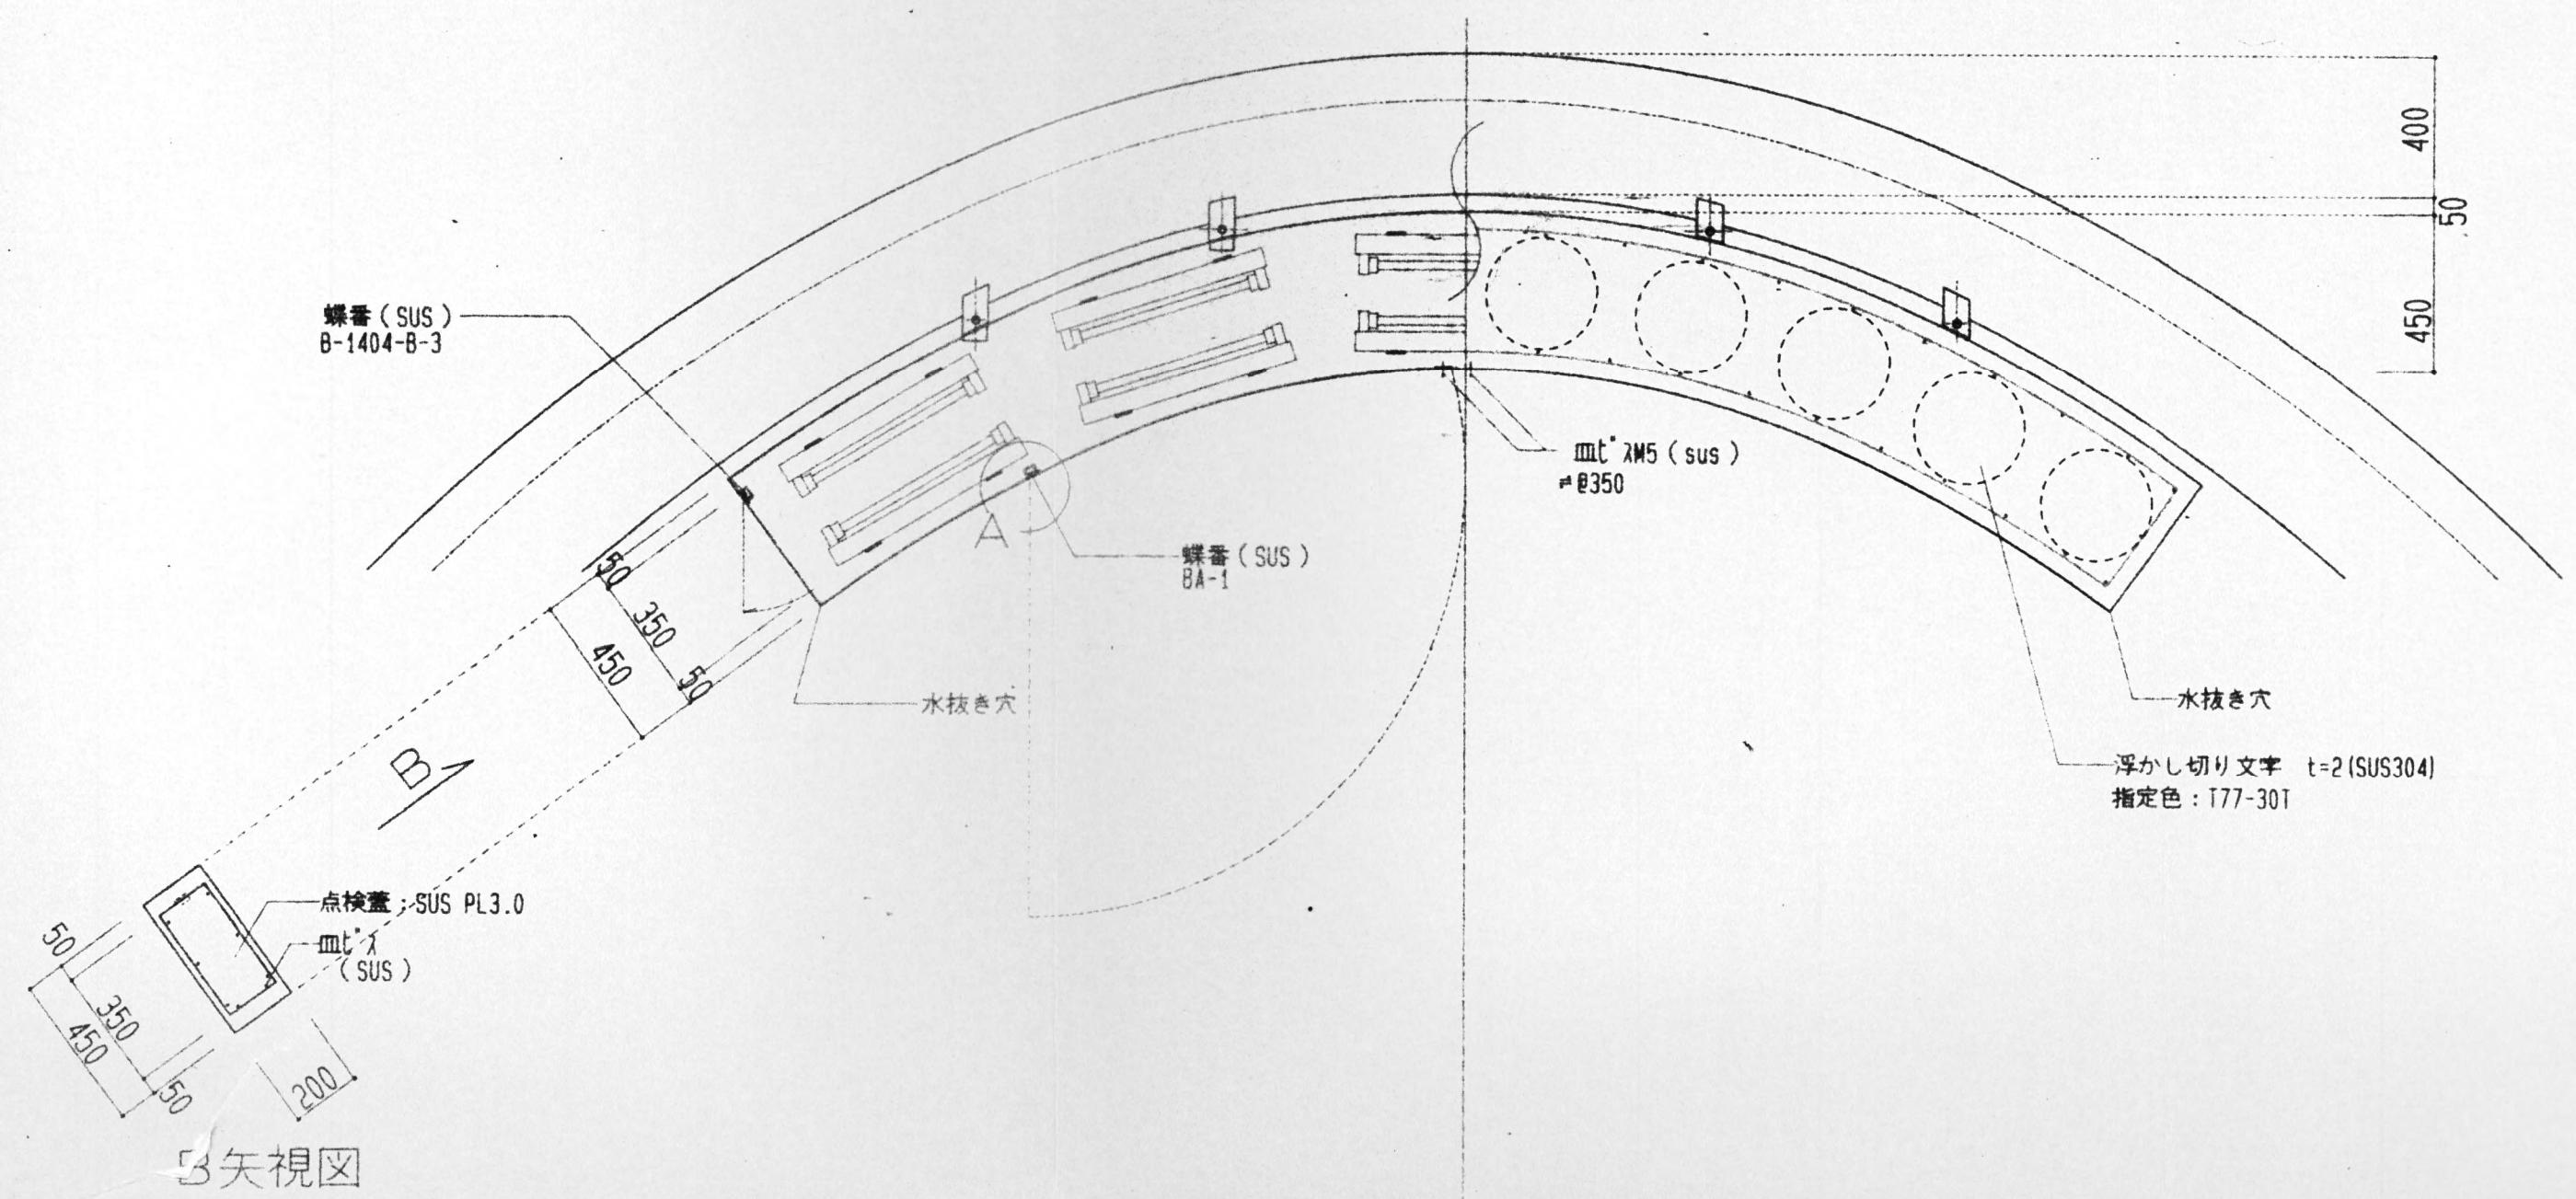 400
50
450
蝶番(SUS)
B-1404-B-3
皿ビスM5(sus)
≓@350
A
蝶番(SUS)
BA-1
50
350
450
50
水抜き穴
水抜き穴
B
浮かし切り文字 t=2(SUS304)
指定色:T77-30T
点検蓋:SUS PL3.0
皿ビス
(SUS)
50
350
450
50
200
B矢視図